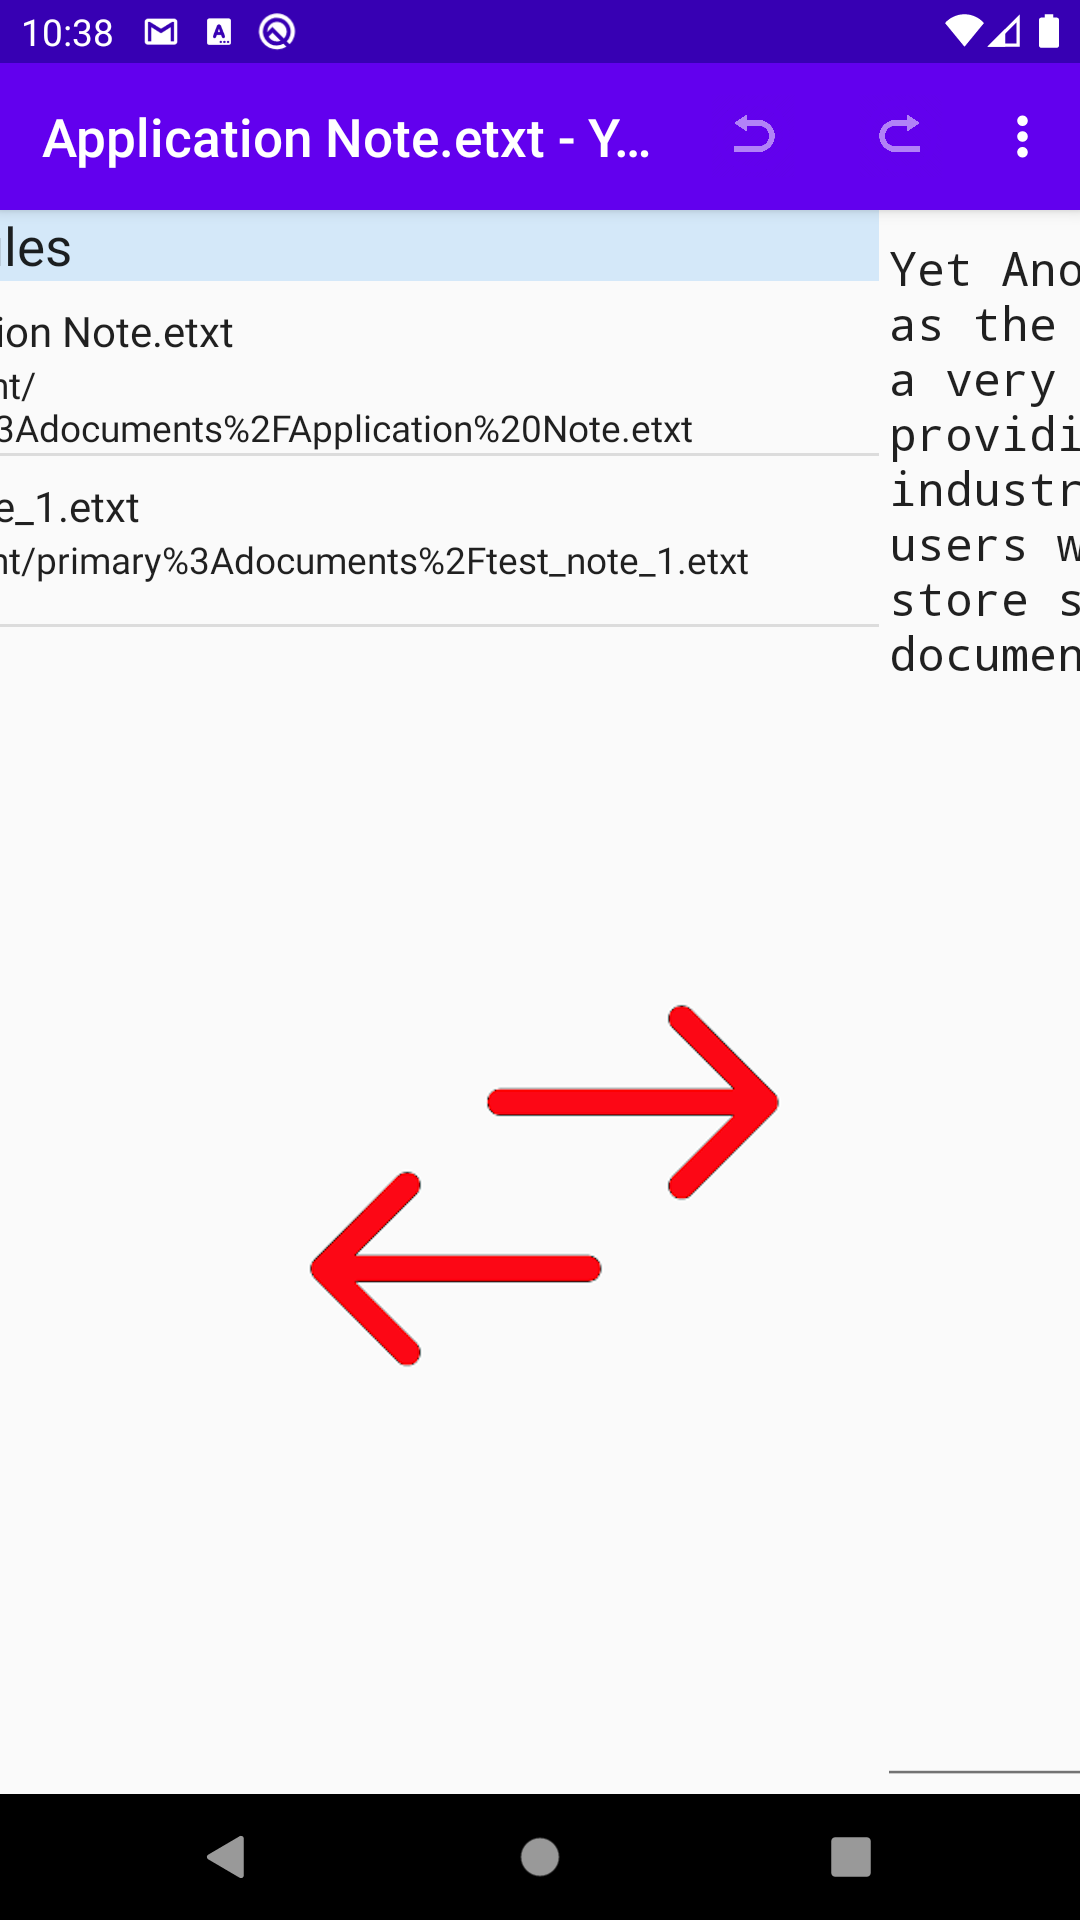 10:38
Application Note.etxt - Y...
les
ion Note.etxt
nt/
3Adocuments%2FApplication%20Note.etxt
e_1.etxt
nt/primary%3Adocuments%2Ftest_note_1.etxt
Yet Ano
as the
a very
providi
industr
users w
store s
documen